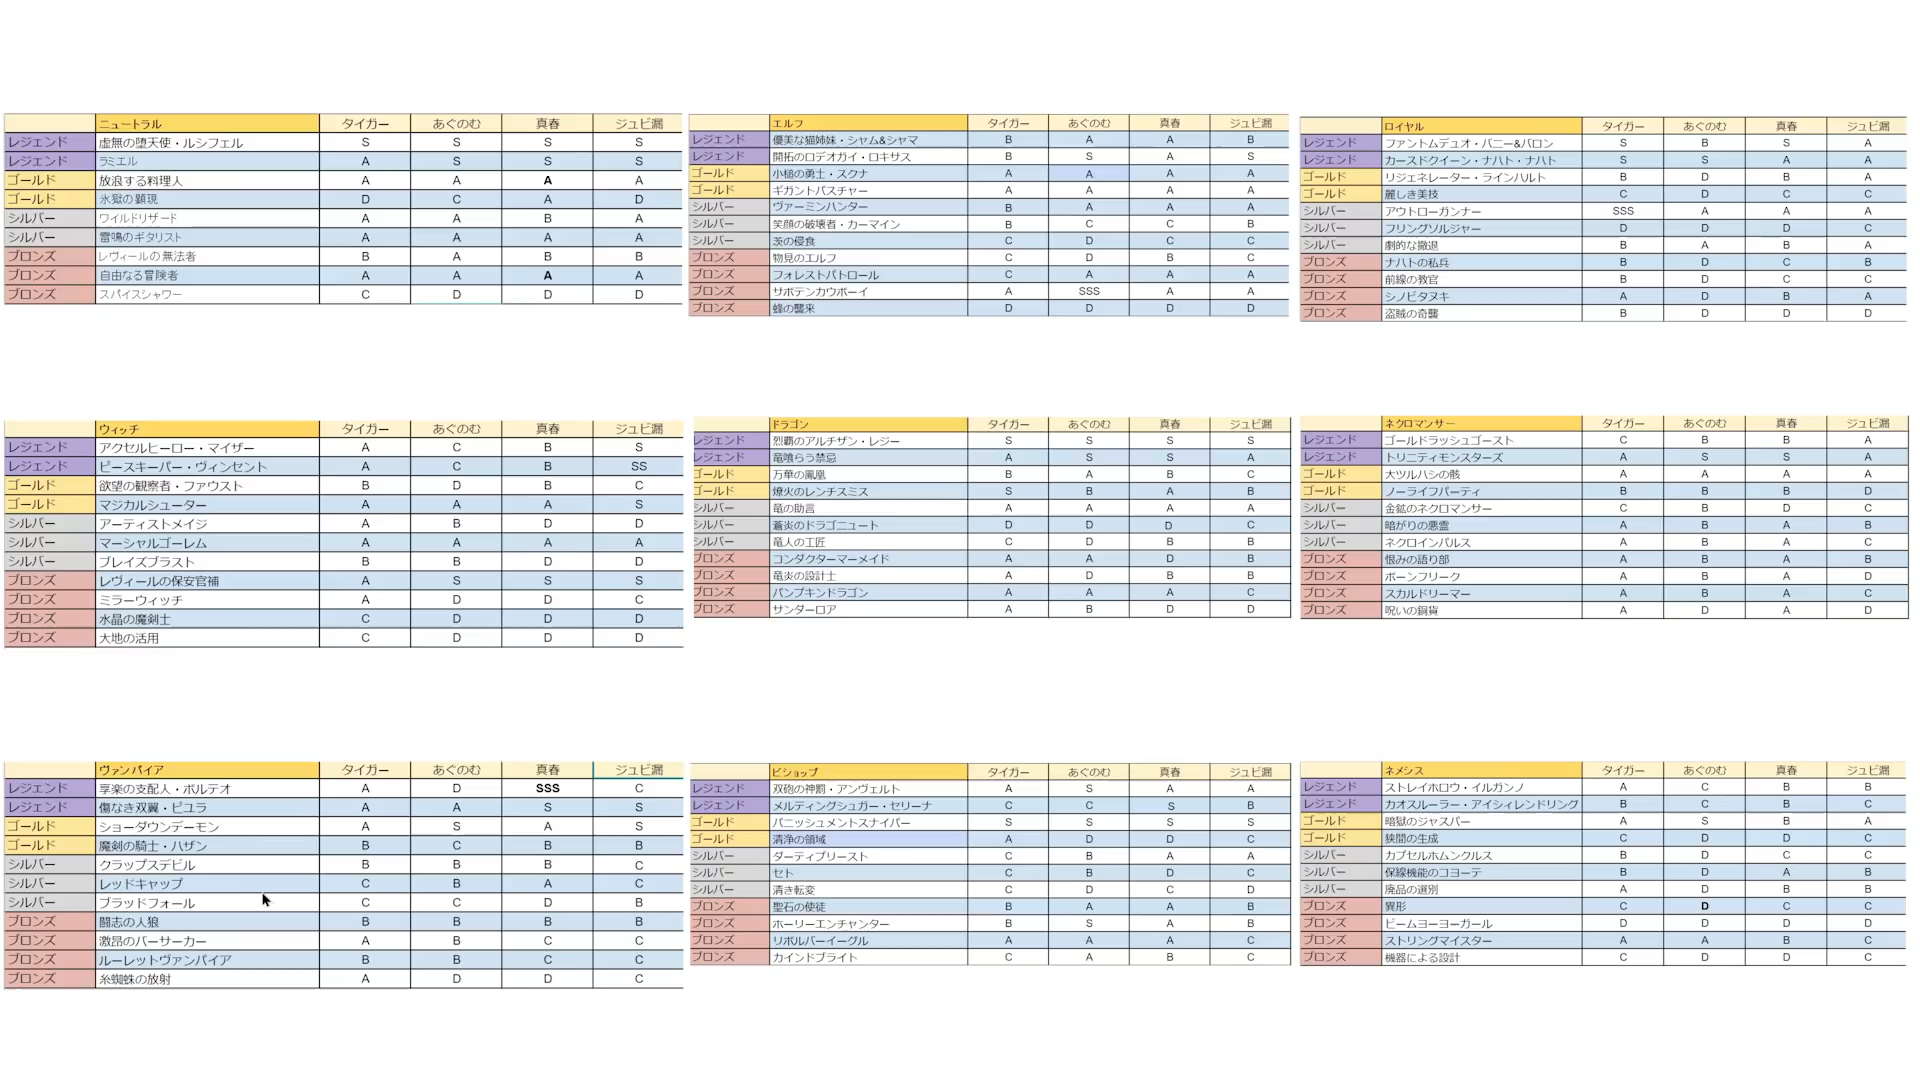 ニュートラル タイガー あぐのむ 真春 ジュビ漏
レジェンド 虚無の堕天使・ルシフェル S S S S
レジェンド ラミエル A S S S
ゴールド 放浪する料理人 A A A A
ゴールド 氷獄の顕現 D C A D
シルバー ワイルドリザード A A B A
シルバー 雷鳴のギタリスト A A A A
ブロンズ レヴィールの無法者 B A B B
ブロンズ 自由なる冒険者 A A A A
ブロンズ スパイスシャワー C D D D
エルフ タイガー あぐのむ 真春 ジュビ漏
レジェンド 優美な猫姉妹・シャム&シャマ B A A B
レジェンド 開拓のロデオガイ・ロキサス B S A S
ゴールド 小槌の勇士・スクナ A A A A
ゴールド ギガントバスチャー A A A A
シルバー ヴァーミンハンター B A A A
シルバー 笑顔の破壊者・カーマイン B C C B
シルバー 茨の侵食 C D C C
ブロンズ 物見のエルフ C D B C
ブロンズ フォレストパトロール C A A A
ブロンズ サボテンカウボーイ A SSS A A
ブロンズ 蜂の襲来 D D D D
ロイヤル タイガー あぐのむ 真春 ジュビ漏
レジェンド ファントムデュオ・バニー&バロン S B S A
レジェンド カースドクイーン・ナハト・ナハト S S A A
ゴールド リジェネレーター・ラインハルト B D B A
ゴールド 麗しき美技 C D C C
シルバー アウトローガンナー SSS A A A
シルバー フリングソルジャー D D D C
シルバー 劇的な撤退 B A B A
ブロンズ ナハトの私兵 B D C B
ブロンズ 前線の教官 B D C C
ブロンズ シノビタヌキ A D B A
ブロンズ 盗賊の奇襲 B D D D
ウィッチ タイガー あぐのむ 真春 ジュビ漏
レジェンド アクセルヒーロー・マイザー A C B S
レジェンド ピースキーパー・ヴィンセント A C B SS
ゴールド 欲望の観察者・ファウスト B D B C
ゴールド マジカルシューター A A A S
シルバー アーティストメイジ A B D D
シルバー マーシャルゴーレム A A A A
シルバー ブレイズブラスト B B D D
ブロンズ レヴィールの保安官補 A S S S
ブロンズ ミラーウィッチ A D D C
ブロンズ 水晶の魔剣士 C D D D
ブロンズ 大地の活用 C D D D
ドラゴン タイガー あぐのむ 真春 ジュビ漏
レジェンド 烈覇のアルチザン・レジー S S S S
レジェンド 竜喰らう禁忌 A S S A
ゴールド 万華の鳳凰 B A B C
ゴールド 燎火のレンチスミス S B A B
シルバー 竜の助言 A A A A
シルバー 蒼炎のドラゴニュート D D D C
シルバー 竜人の工匠 C D B B
ブロンズ コンダクターマーメイド A A D B
ブロンズ 竜炎の設計士 A D B B
ブロンズ パンプキンドラゴン A A A C
ブロンズ サンダーロア A B D D
ネクロマンサー タイガー あぐのむ 真春 ジュビ漏
レジェンド ゴールドラッシュゴースト C B B A
レジェンド トリニティモンスターズ A S S A
ゴールド 大ツルハシの骸 A A A A
ゴールド ノーライフパーティ B B B D
シルバー 金鉱のネクロマンサー C B D C
シルバー 暗がりの悪霊 A B A B
シルバー ネクロインパルス A B A C
ブロンズ 恨みの語り部 A B A B
ブロンズ ボーンフリーク A B A D
ブロンズ スカルドリーマー A B A C
ブロンズ 呪いの銅貨 A D A D
ヴァンパイア タイガー あぐのむ 真春 ジュビ漏
レジェンド 享楽の支配人・ボルテオ A D SSS C
レジェンド 傷なき双翼・ピユラ A A S S
ゴールド ショーダウンデーモン A S A S
ゴールド 魔剣の騎士・ハザン B C B B
シルバー クラップスデビル B B B C
シルバー レッドキャップ C B A C
シルバー ブラッドフォール C C D B
ブロンズ 闘志の人狼 B B B B
ブロンズ 激昂のバーサーカー A B C C
ブロンズ ルーレットヴァンパイア B B C C
ブロンズ 糸蜘蛛の放射 A D D C
ビショップ タイガー あぐのむ 真春 ジュビ漏
レジェンド 双砲の神罰・アンヴェルト A S A A
レジェンド メルティングシュガー・セリーナ C C S B
ゴールド パニッシュメントスナイパー S S S S
ゴールド 清浄の領域 A D D C
シルバー ダーティプリースト C B A A
シルバー セト C B D C
シルバー 清き転変 C D C D
ブロンズ 聖石の使徒 B A A B
ブロンズ ホーリーエンチャンター B S A B
ブロンズ リボルバーイーグル A A A C
ブロンズ カインドブライト C A B C
ネメシス タイガー あぐのむ 真春 ジュビ漏
レジェンド ストレイホロウ・イルガンノ A C B B
レジェンド カオスルーラー・アイシィレンドリング B C B C
ゴールド 暗獄のジャスパー A S B A
ゴールド 狭間の生成 C D D C
シルバー カプセルホムンクルス B D C C
シルバー 保線機能のコヨーテ B D A B
シルバー 廃品の選別 A D B B
ブロンズ 異形 C D C C
ブロンズ ビームヨーヨーガール D D D D
ブロンズ ストリングマイスター A A B C
ブロンズ 機器による設計 C D D C